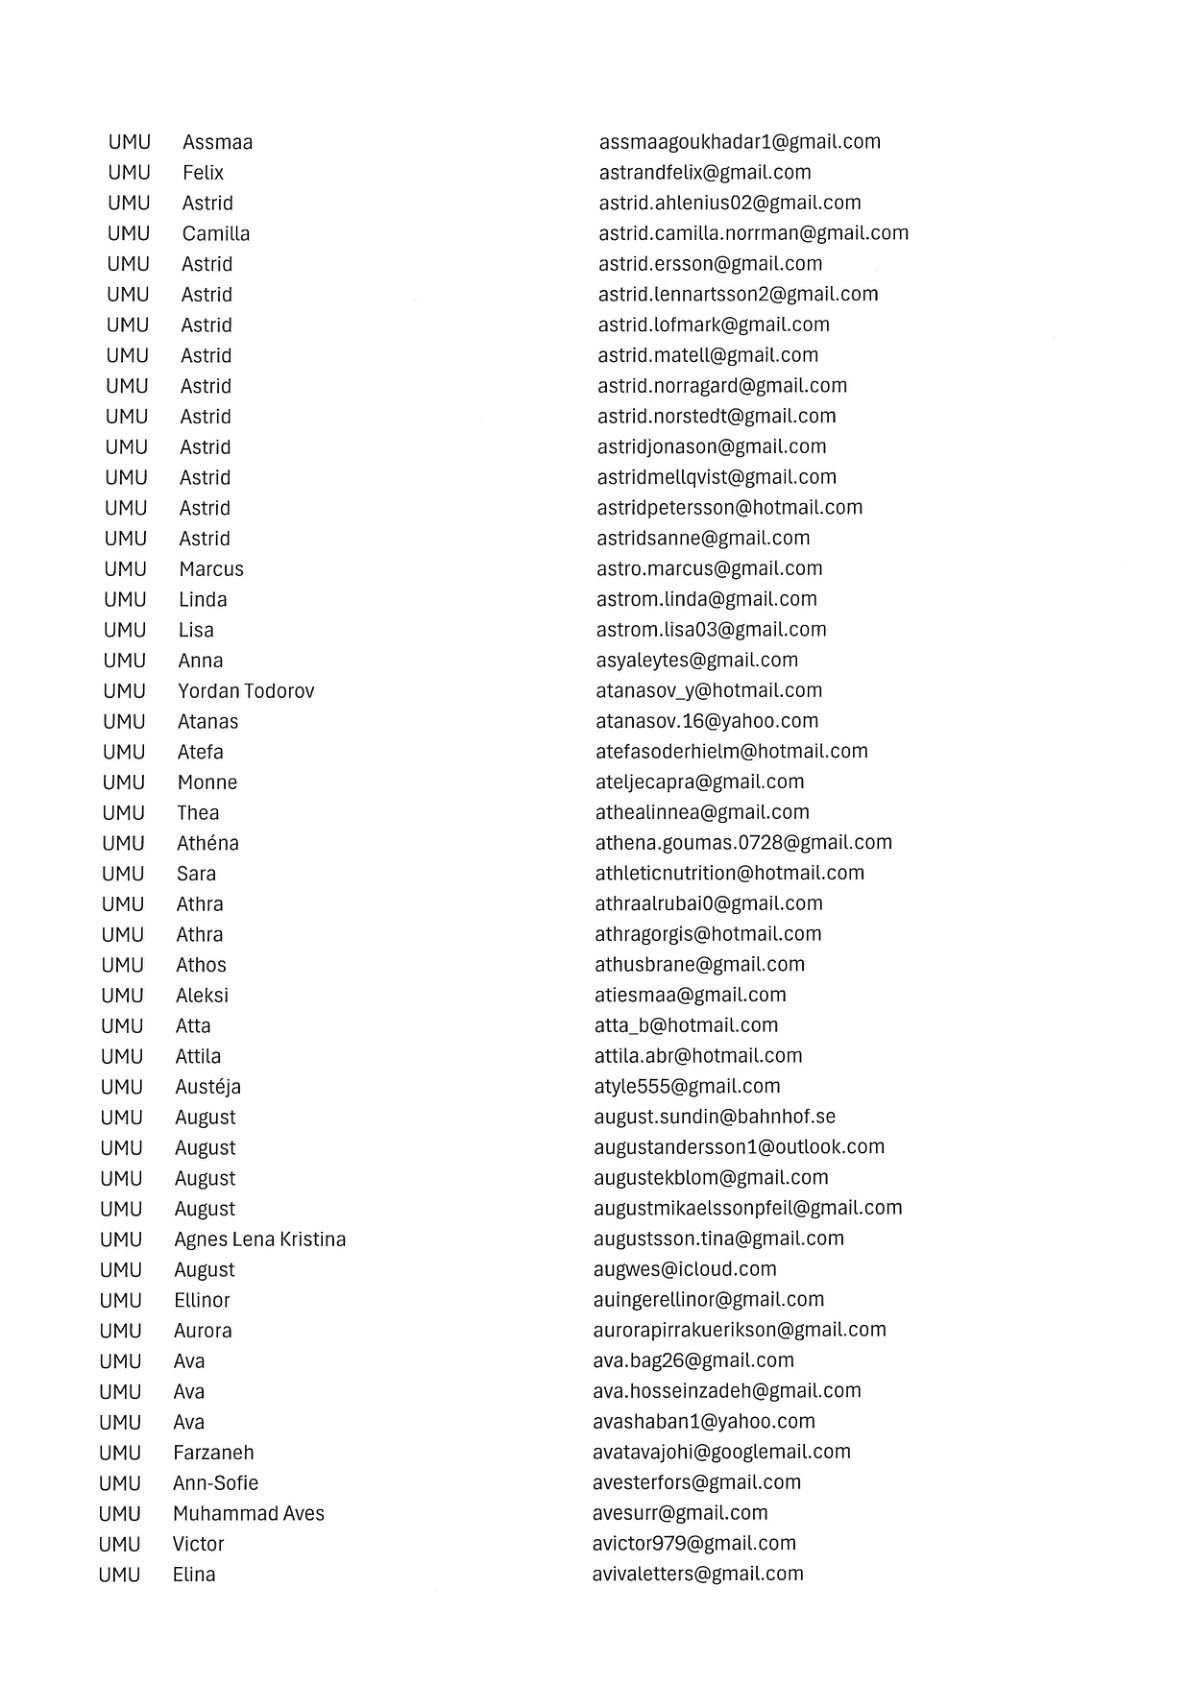 UMU Assmaa assmaagoukhadar1@gmail.com
UMU Felix astrandfelix@gmail.com
UMU Astrid astrid.ahlenius02@gmail.com
UMU Camilla astrid.camilla.norrman@gmail.com
UMU Astrid astrid.ersson@gmail.com
UMU Astrid astrid.lennartsson2@gmail.com
UMU Astrid astrid.lofmark@gmail.com
UMU Astrid astrid.matell@gmail.com
UMU Astrid astrid.norragard@gmail.com
UMU Astrid astrid.norstedt@gmail.com
UMU Astrid astridjonason@gmail.com
UMU Astrid astridmellqvist@gmail.com
UMU Astrid astridpetersson@hotmail.com
UMU Astrid astridsanne@gmail.com
UMU Marcus astro.marcus@gmail.com
UMU Linda astrom.linda@gmail.com
UMU Lisa astrom.lisa03@gmail.com
UMU Anna asyaleytes@gmail.com
UMU Yordan Todorov atanasov_y@hotmail.com
UMU Atanas atanasov.16@yahoo.com
UMU Atefa atefasoderhielm@hotmail.com
UMU Monne ateljecapra@gmail.com
UMU Thea athealinnea@gmail.com
UMU Athéna athena.goumas.0728@gmail.com
UMU Sara athleticnutrition@hotmail.com
UMU Athra athraalrubai0@gmail.com
UMU Athra athragorgis@hotmail.com
UMU Athos athusbrane@gmail.com
UMU Aleksi atiesmaa@gmail.com
UMU Atta atta_b@hotmail.com
UMU Attila attila.abr@hotmail.com
UMU Austéja atyle555@gmail.com
UMU August august.sundin@bahnhof.se
UMU August augustandersson1@outlook.com
UMU August augustekblom@gmail.com
UMU August augustmikaelssonpfeil@gmail.com
UMU Agnes Lena Kristina augustsson.tina@gmail.com
UMU August augwes@icloud.com
UMU Ellinor auingerellinor@gmail.com
UMU Aurora aurorapirrakuerikson@gmail.com
UMU Ava ava.bag26@gmail.com
UMU Ava ava.hosseinzadeh@gmail.com
UMU Ava avashaban1@yahoo.com
UMU Farzaneh avatavajohi@googlemail.com
UMU Ann-Sofie avesterfors@gmail.com
UMU Muhammad Aves avesurr@gmail.com
UMU Victor avictor979@gmail.com
UMU Elina avivaletters@gmail.com